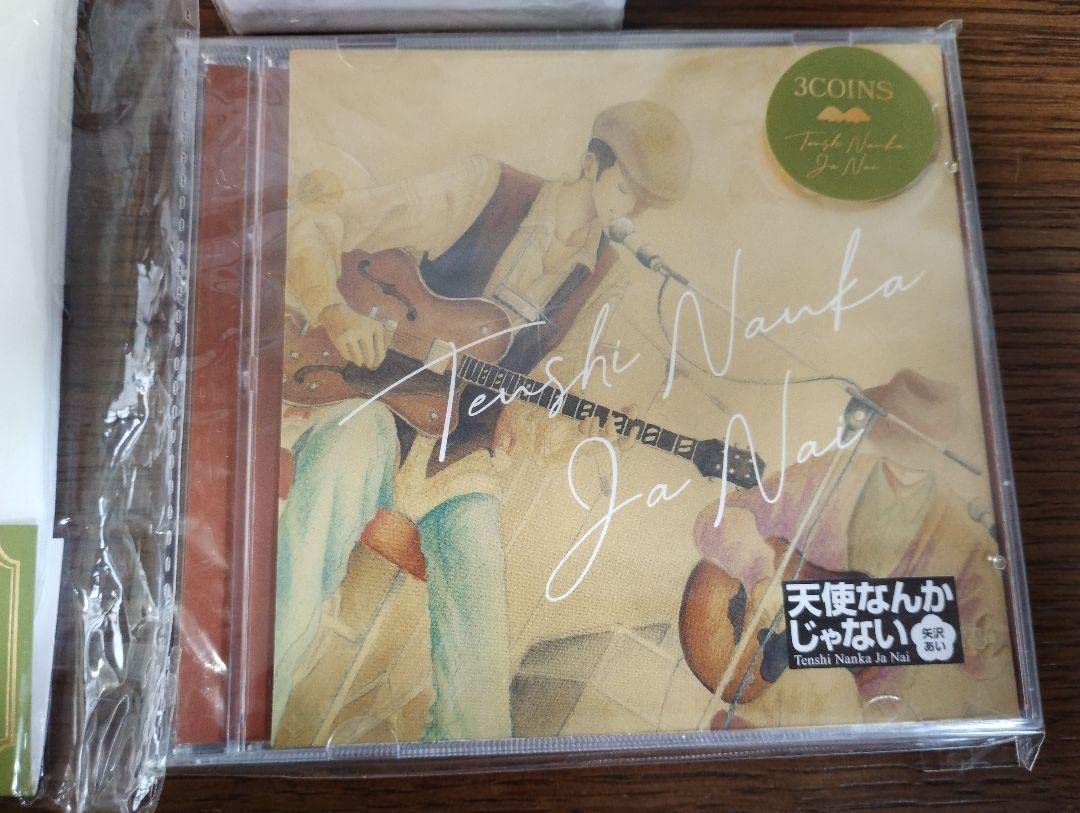 3COINS
Tenshi Nanka
Ja Nai
Tenshi Nanka
Ja Nai
天使なんか
じゃない
矢沢
あい
Tenshi Nanka Ja Nai